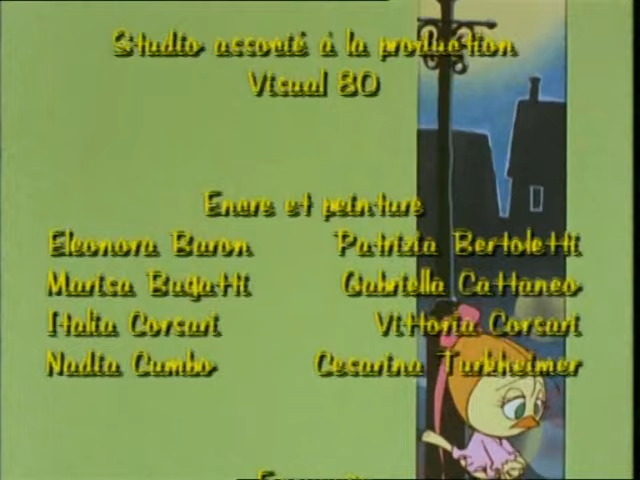 Studio associé à la production
Visual 80
Encre et peinture
Eleonora Baron Patrizia Bertoletti
Marisa Bugatti Gabriella Cattaneo
Italia Corsari Vittoria Corsari
Nadia Cumbo Cesarina Turkheimer